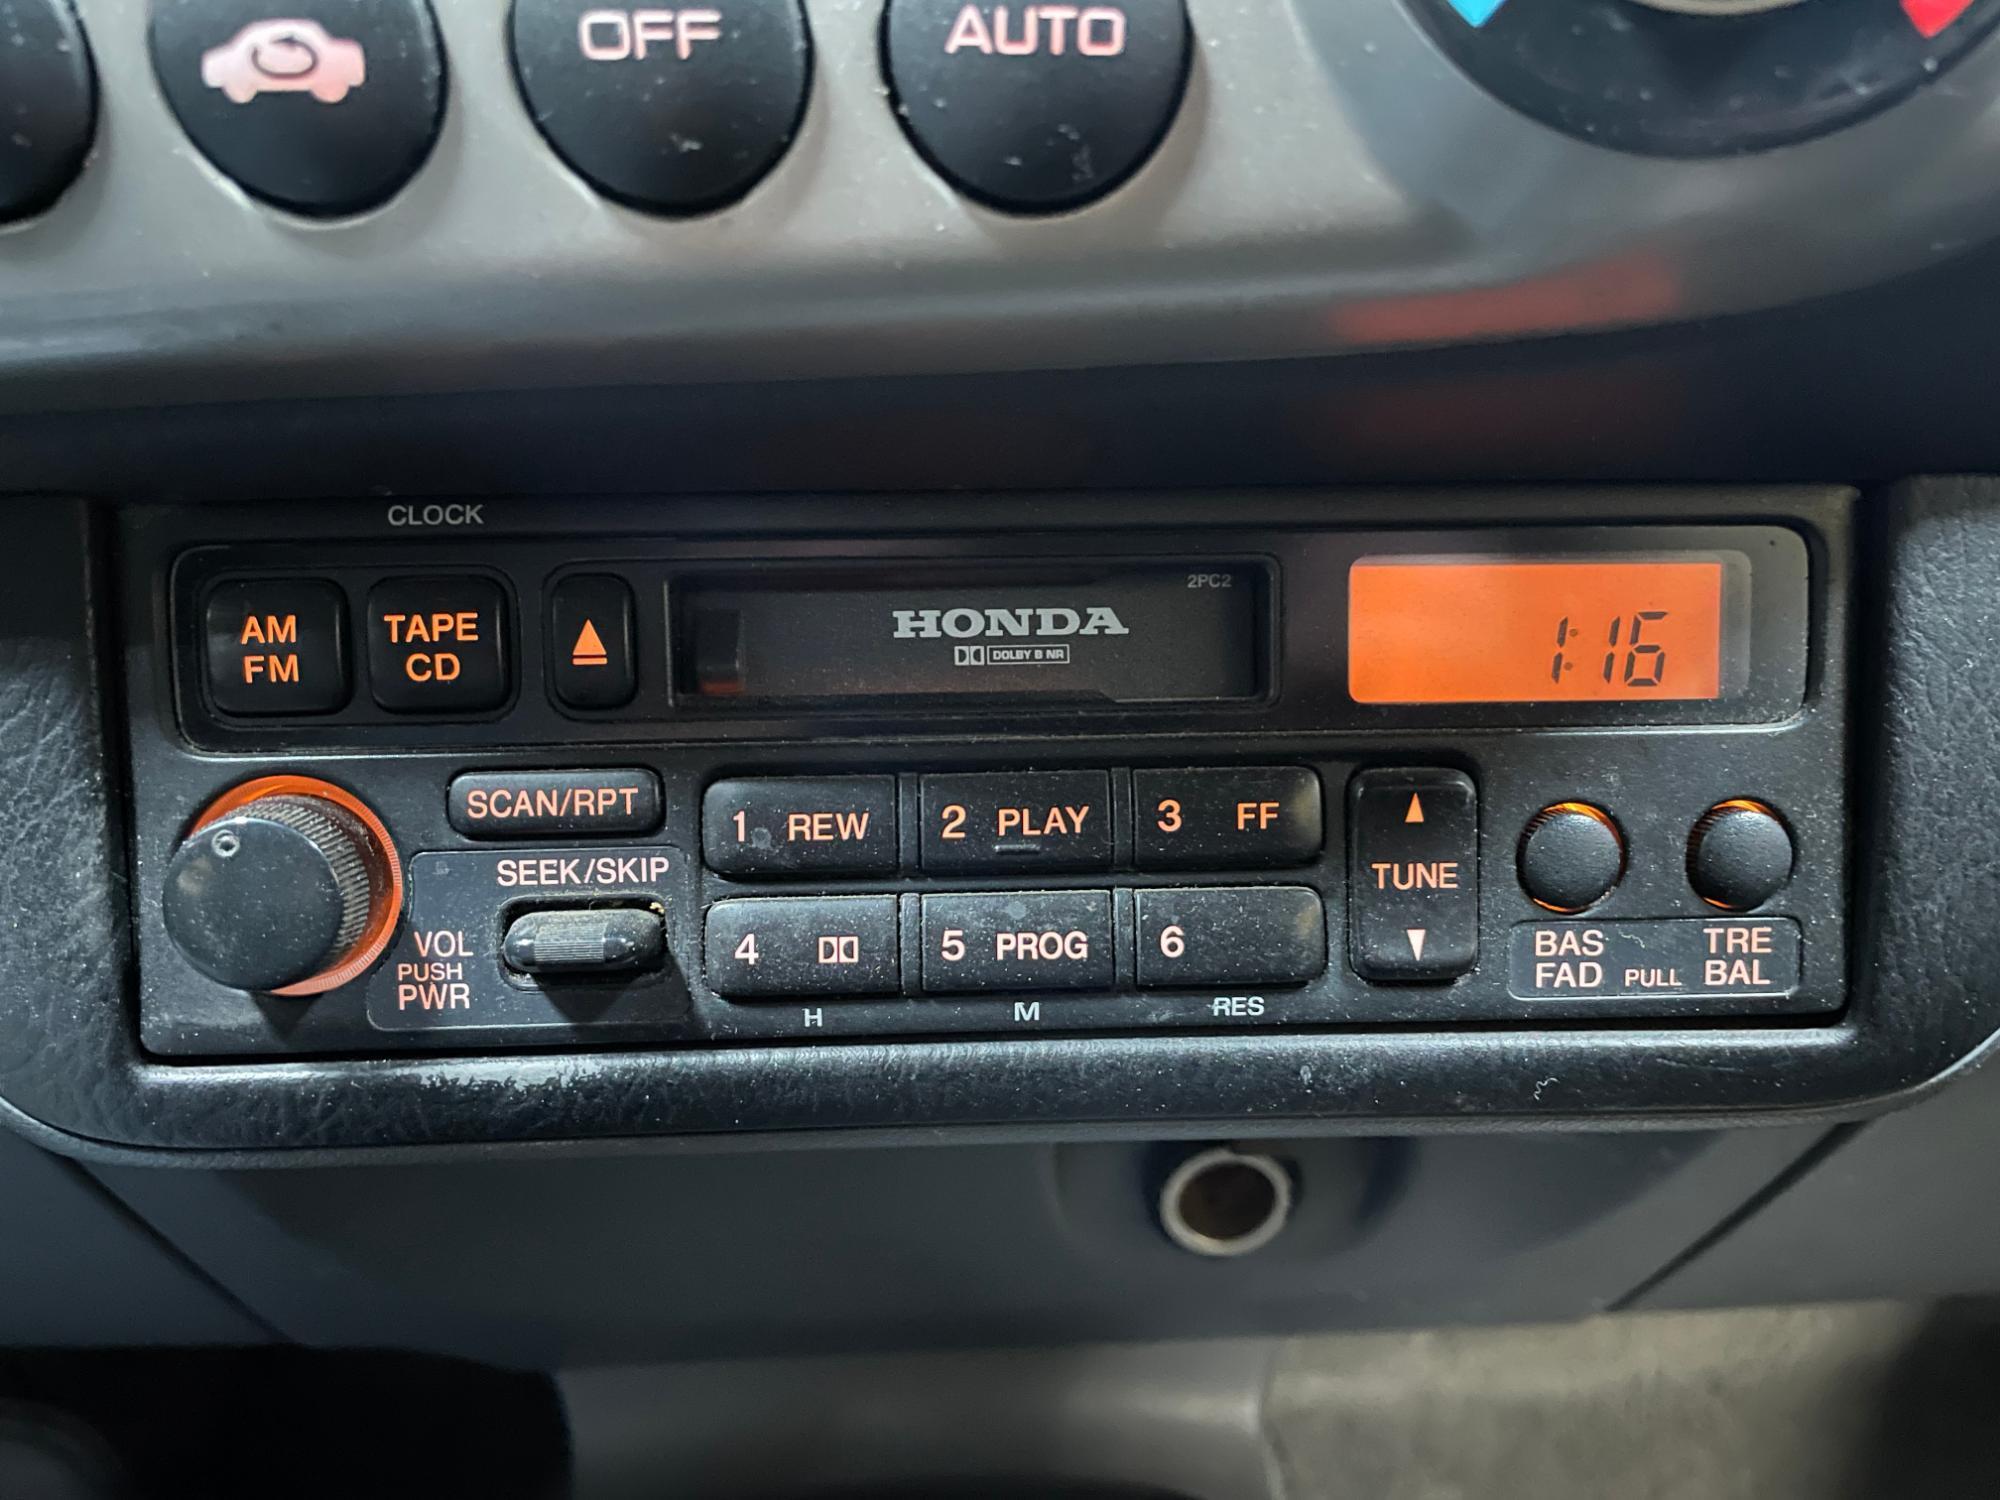 OFF
AUTO
CLOCK
AM
FM
TAPE
CD
HONDA
DOLBY B NR
2PC2
1:16
SCAN/RPT
SEEK/SKIP
VOL
PUSH
PWR
1 REW
2 PLAY
3 FF
4
5 PROG
6
H
M
RES
TUNE
BAS
FAD
PULL
TRE
BAL